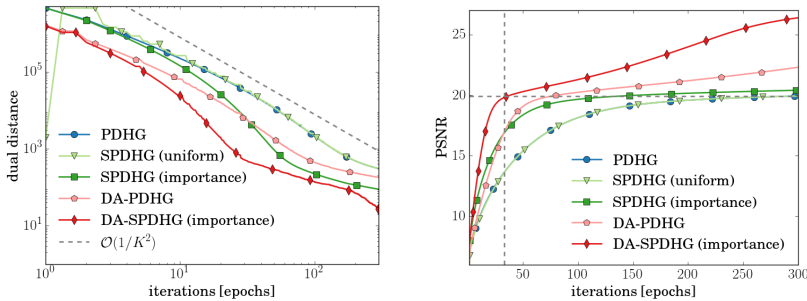 dual distance
10^5
10^3
10^1
PDHG
SPDHG (uniform)
SPDHG (importance)
DA-PDHG
DA-SPDHG (importance)
O(1/K^2)
10^0
10^1
10^2
iterations [epochs]
PSNR
25
20
15
10
PDHG
SPDHG (uniform)
SPDHG (importance)
DA-PDHG
DA-SPDHG (importance)
50 100 150 200 250 300
iterations [epochs]